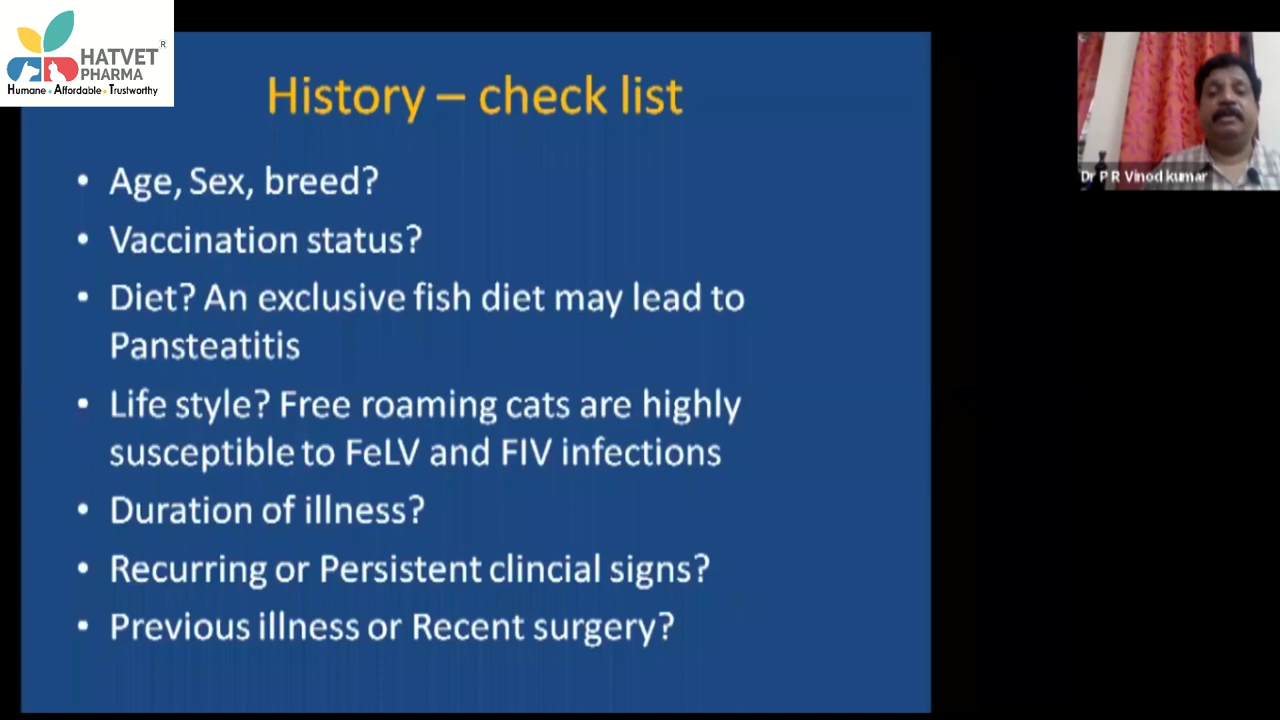 HATVET®
PHARMA
Humane • Affordable • Trustworthy
History – check list
• Age, Sex, breed?
• Vaccination status?
• Diet? An exclusive fish diet may lead to
Pansteatitis
• Life style? Free roaming cats are highly
susceptible to FeLV and FIV infections
• Duration of illness?
• Recurring or Persistent clincial signs?
• Previous illness or Recent surgery?
Dr P R Vinod kumar